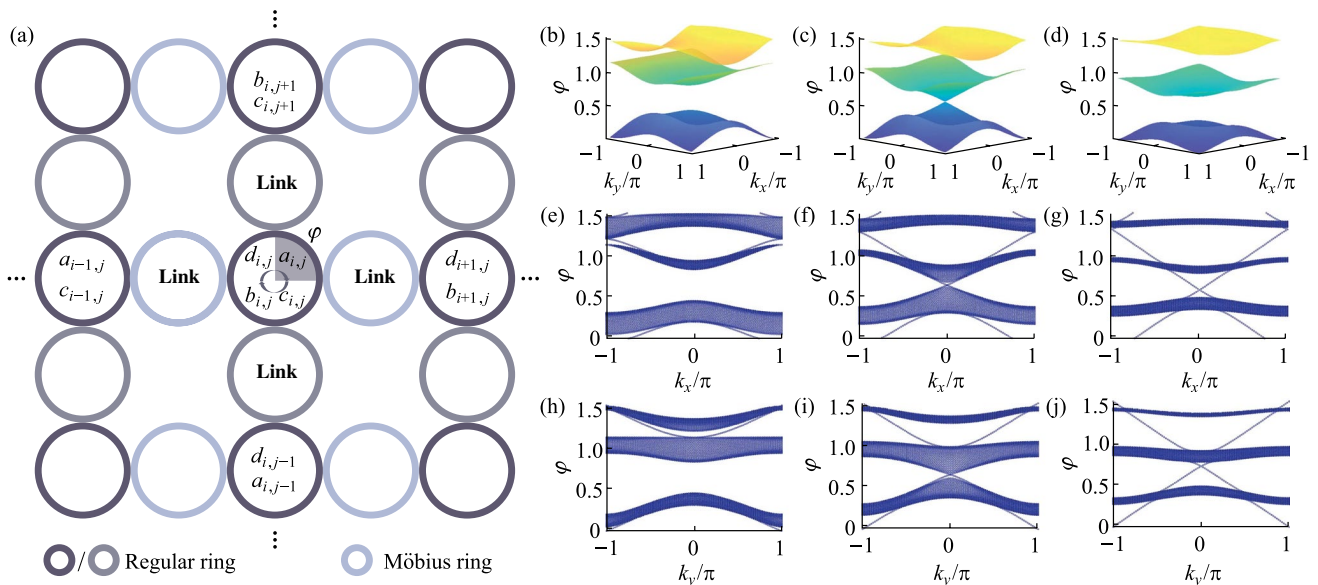 (a)
⋮
b_{i,j+1}
c_{i,j+1}
Link
φ
a_{i−1,j}
c_{i−1,j}
Link
d_{i,j} a_{i,j}
b_{i,j} c_{i,j}
Link
d_{i+1,j}
b_{i+1,j}
...
...
Link
d_{i,j−1}
a_{i,j−1}
⋮
/ Regular ring
Möbius ring
(b)
φ
1.5
1.0
0.5
−1
0
1
k_y/π
1
0
−1
k_x/π
(c)
φ
1.5
1.0
0.5
−1
0
1
k_y/π
1
0
−1
k_x/π
(d)
φ
1.5
1.0
0.5
−1
0
1
k_y/π
1
0
−1
k_x/π
(e)
φ
1.5
1.0
0.5
0
−1 0 1
k_x/π
(f)
φ
1.5
1.0
0.5
0
−1 0 1
k_x/π
(g)
φ
1.5
1.0
0.5
0
−1 0 1
k_x/π
(h)
φ
1.5
1.0
0.5
0
−1 0 1
k_y/π
(i)
φ
1.5
1.0
0.5
0
−1 0 1
k_y/π
(j)
φ
1.5
1.0
0.5
0
−1 0 1
k_y/π